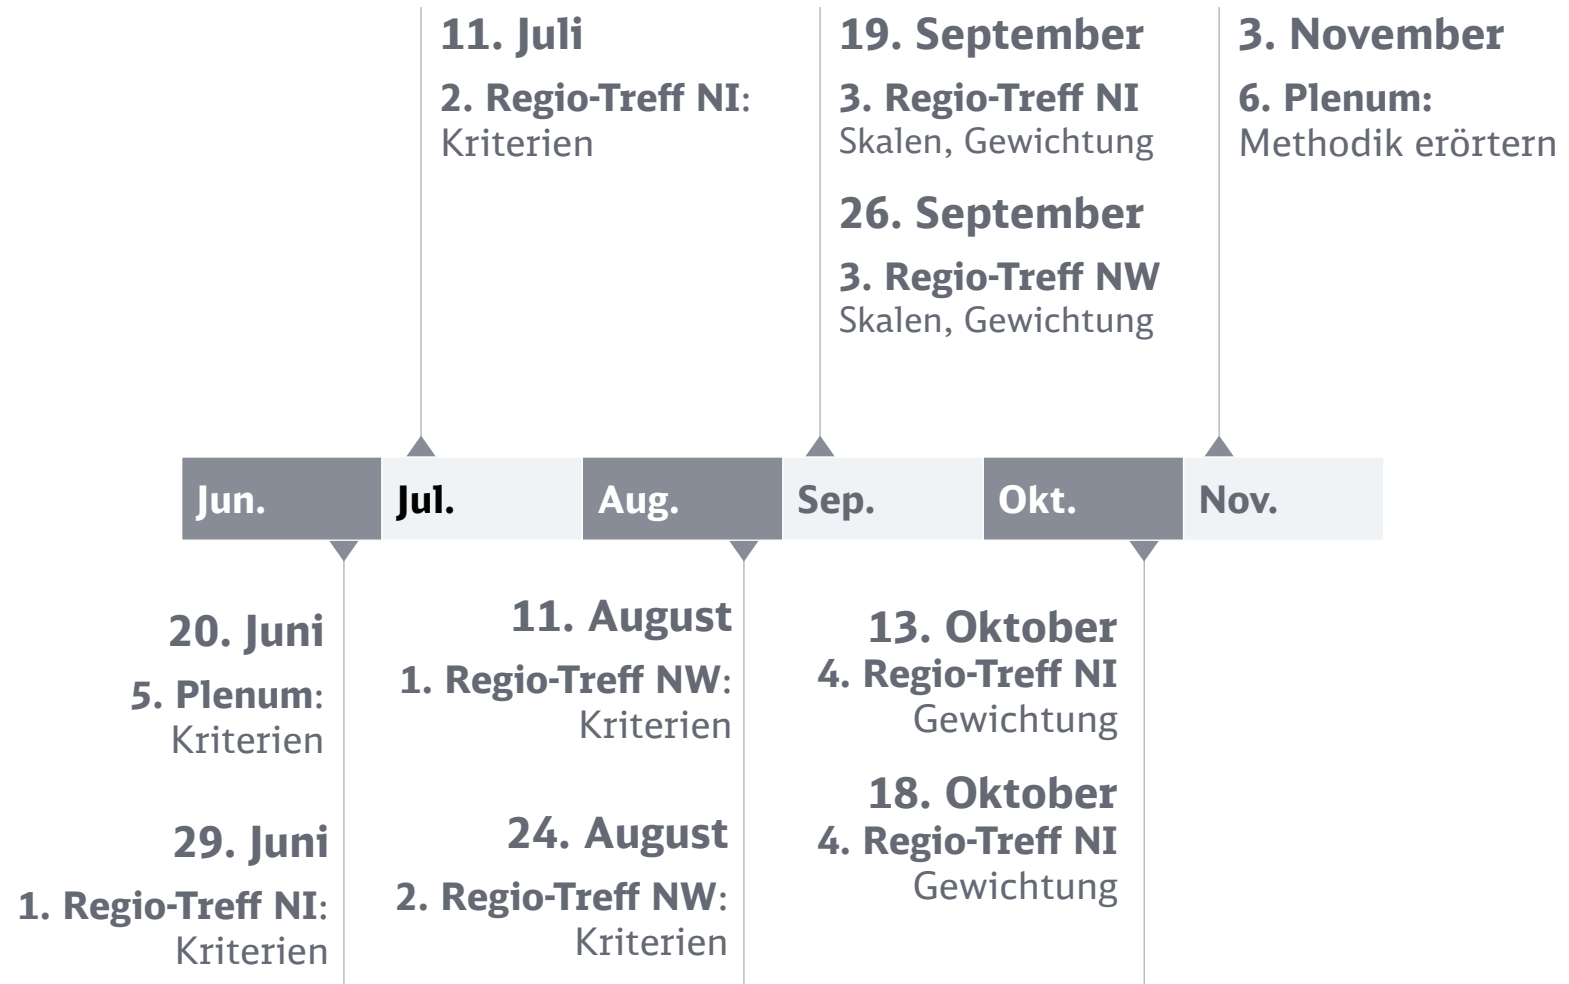 11. Juli
2. Regio-Treff NI:
Kriterien
19. September
3. Regio-Treff NI
Skalen, Gewichtung
26. September
3. Regio-Treff NW
Skalen, Gewichtung
3. November
6. Plenum:
Methodik erörtern
Jun.
Jul.
Aug.
Sep.
Okt.
Nov.
20. Juni
5. Plenum:
Kriterien
29. Juni
1. Regio-Treff NI:
Kriterien
11. August
1. Regio-Treff NW:
Kriterien
24. August
2. Regio-Treff NW:
Kriterien
13. Oktober
4. Regio-Treff NI
Gewichtung
18. Oktober
4. Regio-Treff NI
Gewichtung